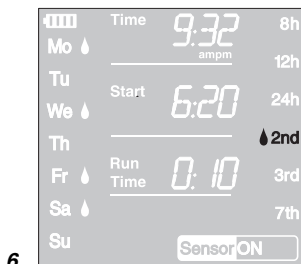 Time 9:32 8h
Mo ampm
12h
Tu
Start 6:20 24h
We
Th 2nd
Run
Time 0:10
Fr 3rd
Sa 7th
Su Sensor ON
6